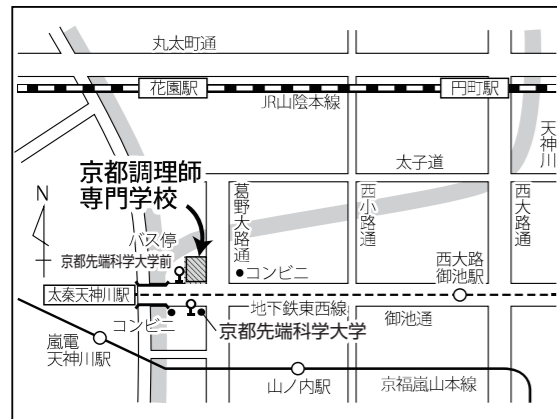 丸太町通
花園駅
円町駅
JR山陰本線
天神川
太子道
京都調理師
専門学校
N
葛野大路通
西小路通
西大路通
バス停
京都先端科学大学前
コンビニ
西大路
御池駅
太秦天神川駅
地下鉄東西線
御池通
コンビニ
京都先端科学大学
嵐電
天神川駅
山ノ内駅
京福嵐山本線